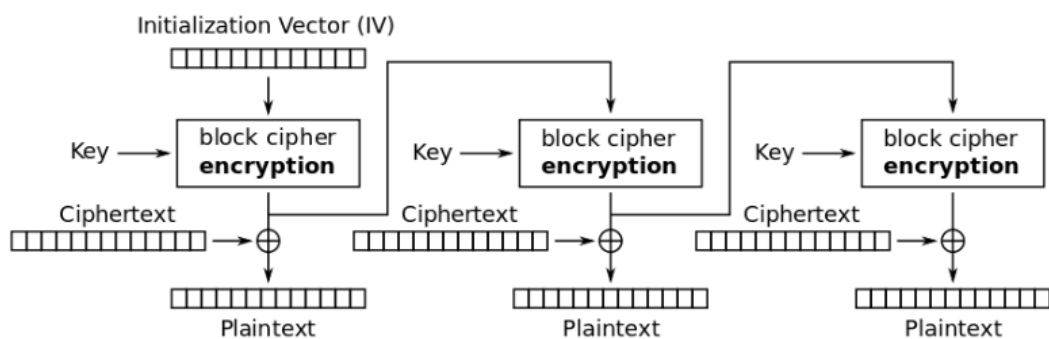 Initialization Vector (IV)
Key
block cipher
encryption
Key
block cipher
encryption
Key
block cipher
encryption
Ciphertext
Ciphertext
Ciphertext
Plaintext
Plaintext
Plaintext